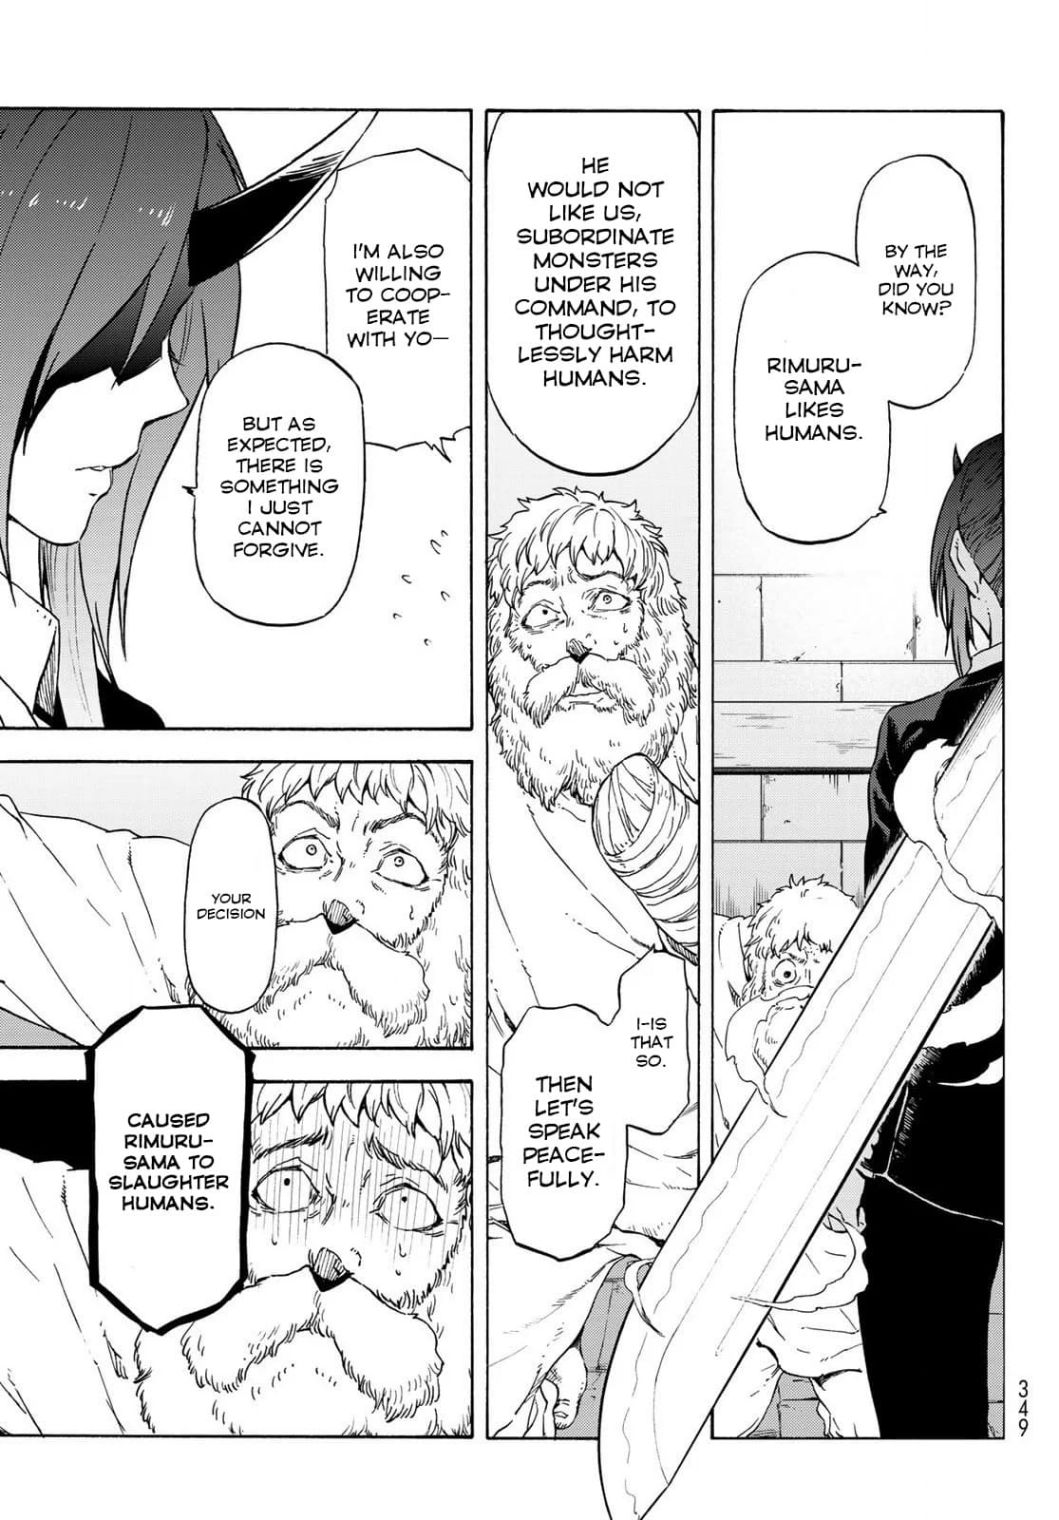 BY THE
WAY,
DID YOU
KNOW?
RIMURU-
SAMA
LIKES
HUMANS.
HE
WOULD NOT
LIKE US,
SUBORDINATE
MONSTERS
UNDER HIS
COMMAND, TO
THOUGHT-
LESSLY HARM
HUMANS.
I-IS
THAT
SO.
THEN
LET'S
SPEAK
PEACE-
FULLY.
I'M ALSO
WILLING
TO COOP-
ERATE
WITH YO—
BUT AS
EXPECTED,
THERE IS
SOMETHING
I JUST
CANNOT
FORGIVE.
YOUR
DECISION
CAUSED
RIMURU-
SAMA TO
SLAUGHTER
HUMANS.
349